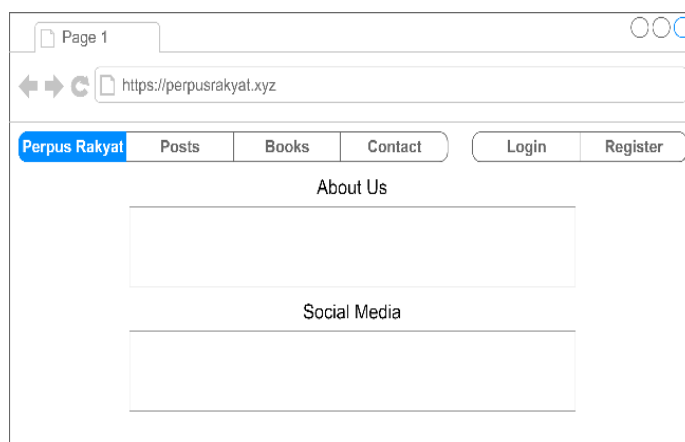 Page 1
https://perpusrakyat.xyz
Perpus Rakyat Posts Books Contact Login Register
About Us
Social Media